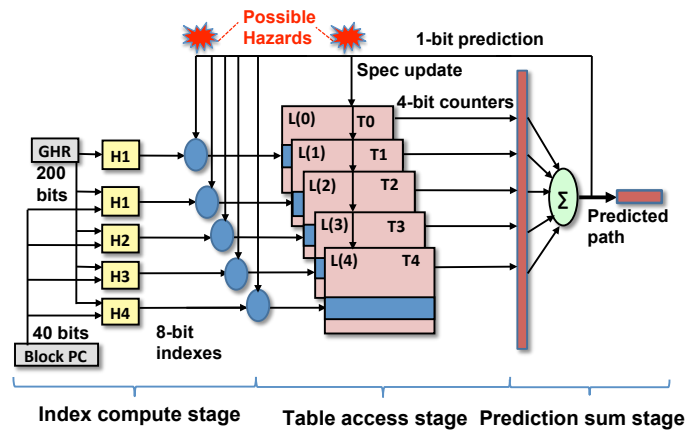 Possible
Hazards
1-bit prediction
Spec update
4-bit counters
L(0) T0
L(1) T1
L(2) T2
L(3) T3
L(4) T4
GHR
200
bits
H1
H1
H2
H3
H4
Σ
Predicted
path
40 bits
Block PC
8-bit
indexes
Index compute stage
Table access stage
Prediction sum stage